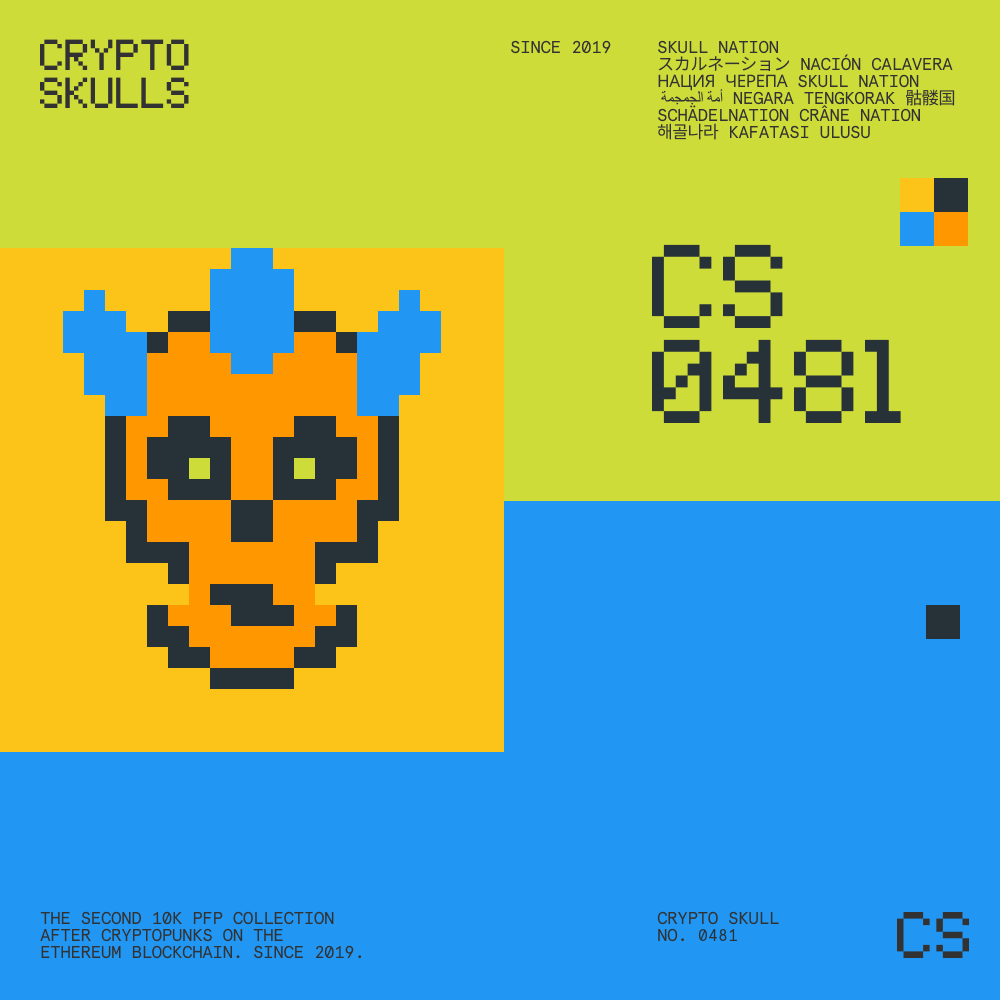 CRYPTO
SKULLS
SINCE 2019
SKULL NATION
スカルネーション NACIÓN CALAVERA
НАЦИЯ ЧЕРЕПА SKULL NATION
أمة الجمجمة NEGARA TENGKORAK 骷髅国
SCHÄDELNATION CRÂNE NATION
해골나라 KAFATASI ULUSU
CS
0481
THE SECOND 10K PFP COLLECTION
AFTER CRYPTOPUNKS ON THE
ETHEREUM BLOCKCHAIN. SINCE 2019.
CRYPTO SKULL
NO. 0481
CS